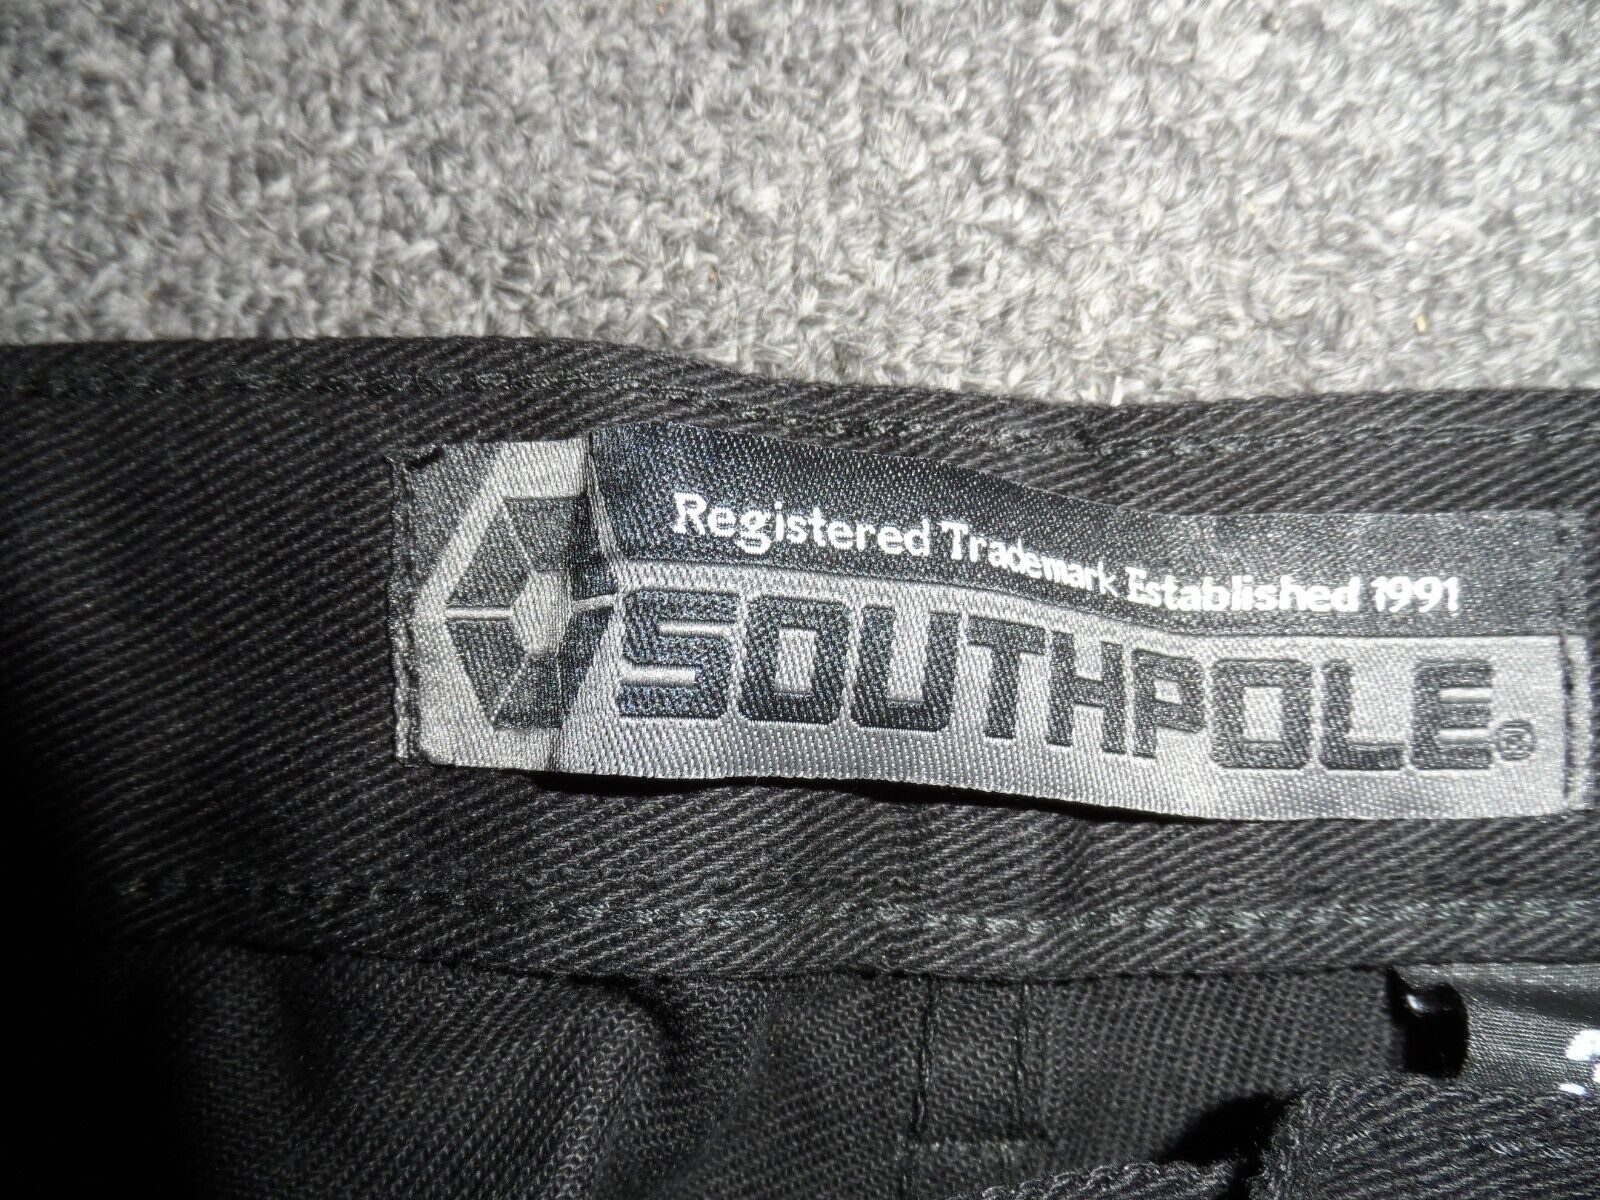 Registered Trademark Established 1991
SOUTHPOLE®